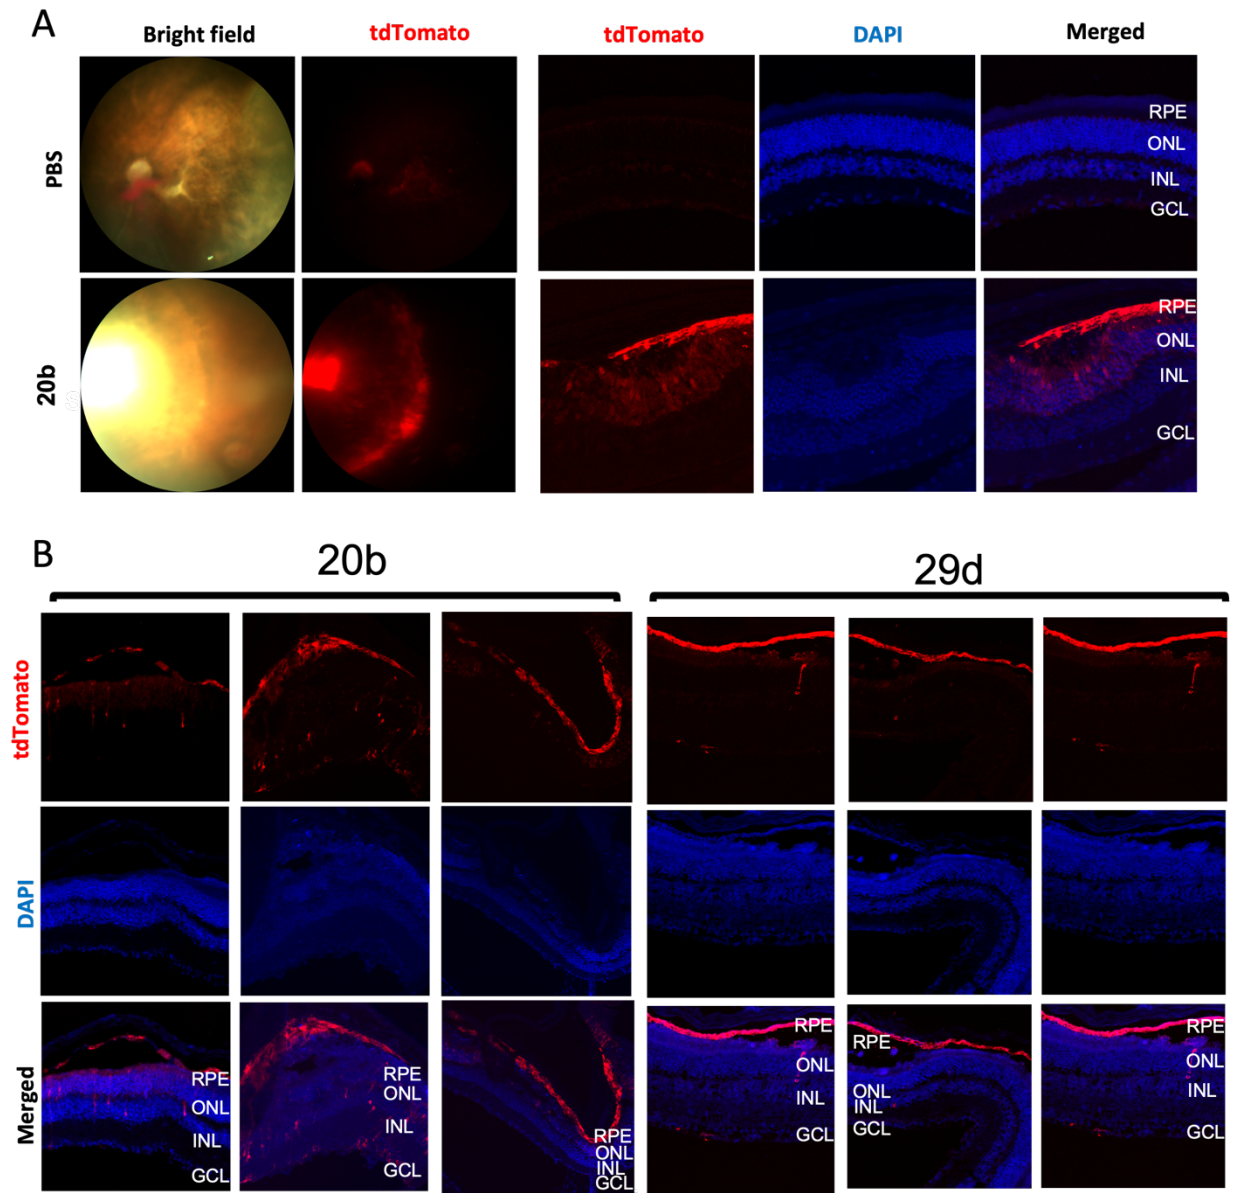 A
Bright field tdTomato tdTomato DAPI Merged
PBS
RPE
ONL
INL
GCL
20b
RPE
ONL
INL
GCL
B
20b 29d
tdTomato
DAPI
Merged
RPE
ONL
INL
GCL
RPE
ONL
INL
GCL
RPE
ONL
INL
GCL
RPE
ONL
INL
GCL
RPE
ONL
INL
GCL
RPE
ONL
INL
GCL